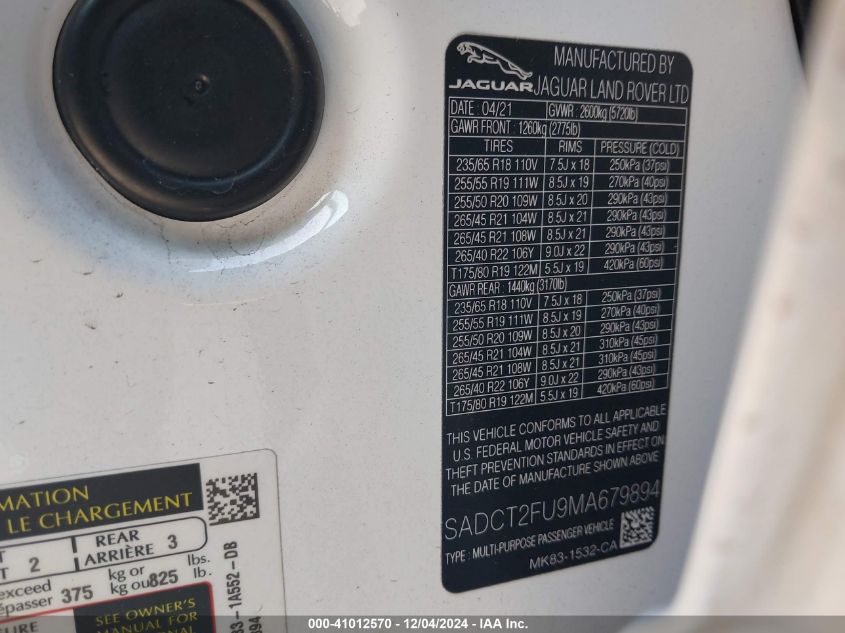 JAGUAR
MANUFACTURED BY
JAGUAR LAND ROVER LTD
DATE : 04/21 GVWR : 2600kg (5720lb)
GAWR FRONT : 1260kg (2775lb)
TIRES RIMS PRESSURE (COLD)
235/65 R18 110V 7.5J x 18 250kPa (37psi)
255/55 R19 111W 8.5J x 19 270kPa (40psi)
255/50 R20 109W 8.5J x 20 290kPa (43psi)
265/45 R21 104W 8.5J x 21 290kPa (43psi)
265/45 R21 108W 8.5J x 21 290kPa (43psi)
265/40 R22 106Y 9.0J x 22 290kPa (43psi)
T175/80 R19 122M 5.5J x 19 420kPa (60psi)
GAWR REAR : 1440kg (3170lb)
235/65 R18 110V 7.5J x 18 250kPa (37psi)
255/55 R19 111W 8.5J x 19 270kPa (40psi)
255/50 R20 109W 8.5J x 20 290kPa (43psi)
265/45 R21 104W 8.5J x 21 310kPa (45psi)
265/45 R21 108W 8.5J x 21 310kPa (45psi)
265/40 R22 106Y 9.0J x 22 290kPa (43psi)
T175/80 R19 122M 5.5J x 19 420kPa (60psi)
THIS VEHICLE CONFORMS TO ALL APPLICABLE
U.S. FEDERAL MOTOR VEHICLE SAFETY AND
THEFT PREVENTION STANDARDS IN EFFECT ON
THE DATE OF MANUFACTURE SHOWN ABOVE
SADCT2FU9MA679894
TYPE : MULTI-PURPOSE PASSENGER VEHICLE
MK83-1532-CA
RMATION
LE CHARGEMENT
2 REAR ARRIÈRE 3
exceed
épasser 375 kg or kg ou 825 lbs. lb.
SEE OWNER'S
MANUAL FOR
-1A552-DB
000-41012570 - 12/04/2024 - IAA Inc.